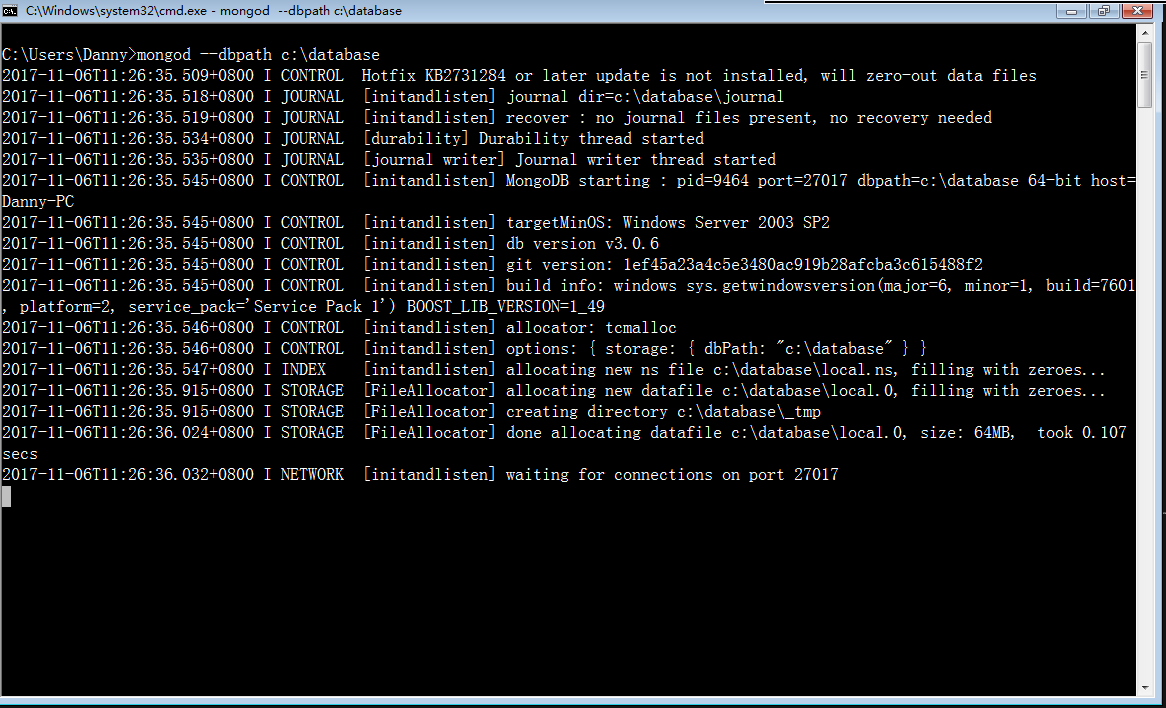 C:\Windows\system32\cmd.exe - mongod  --dbpath c:\database
C:\Users\Danny>mongod --dbpath c:\database
2017-11-06T11:26:35.509+0800 I CONTROL  Hotfix KB2731284 or later update is not installed, will zero-out data files
2017-11-06T11:26:35.518+0800 I JOURNAL  [initandlisten] journal dir=c:\database\journal
2017-11-06T11:26:35.519+0800 I JOURNAL  [initandlisten] recover : no journal files present, no recovery needed
2017-11-06T11:26:35.534+0800 I JOURNAL  [durability] Durability thread started
2017-11-06T11:26:35.535+0800 I JOURNAL  [journal writer] Journal writer thread started
2017-11-06T11:26:35.545+0800 I CONTROL  [initandlisten] MongoDB starting : pid=9464 port=27017 dbpath=c:\database 64-bit host=
Danny-PC
2017-11-06T11:26:35.545+0800 I CONTROL  [initandlisten] targetMinOS: Windows Server 2003 SP2
2017-11-06T11:26:35.545+0800 I CONTROL  [initandlisten] db version v3.0.6
2017-11-06T11:26:35.545+0800 I CONTROL  [initandlisten] git version: 1ef45a23a4c5e3480ac919b28afcba3c615488f2
2017-11-06T11:26:35.545+0800 I CONTROL  [initandlisten] build info: windows sys.getwindowsversion(major=6, minor=1, build=7601
, platform=2, service_pack='Service Pack 1') BOOST_LIB_VERSION=1_49
2017-11-06T11:26:35.546+0800 I CONTROL  [initandlisten] allocator: tcmalloc
2017-11-06T11:26:35.546+0800 I CONTROL  [initandlisten] options: { storage: { dbPath: "c:\database" } }
2017-11-06T11:26:35.547+0800 I INDEX    [initandlisten] allocating new ns file c:\database\local.ns, filling with zeroes...
2017-11-06T11:26:35.915+0800 I STORAGE  [FileAllocator] allocating new datafile c:\database\local.0, filling with zeroes...
2017-11-06T11:26:35.915+0800 I STORAGE  [FileAllocator] creating directory c:\database\_tmp
2017-11-06T11:26:36.024+0800 I STORAGE  [FileAllocator] done allocating datafile c:\database\local.0, size: 64MB,  took 0.107
secs
2017-11-06T11:26:36.032+0800 I NETWORK  [initandlisten] waiting for connections on port 27017